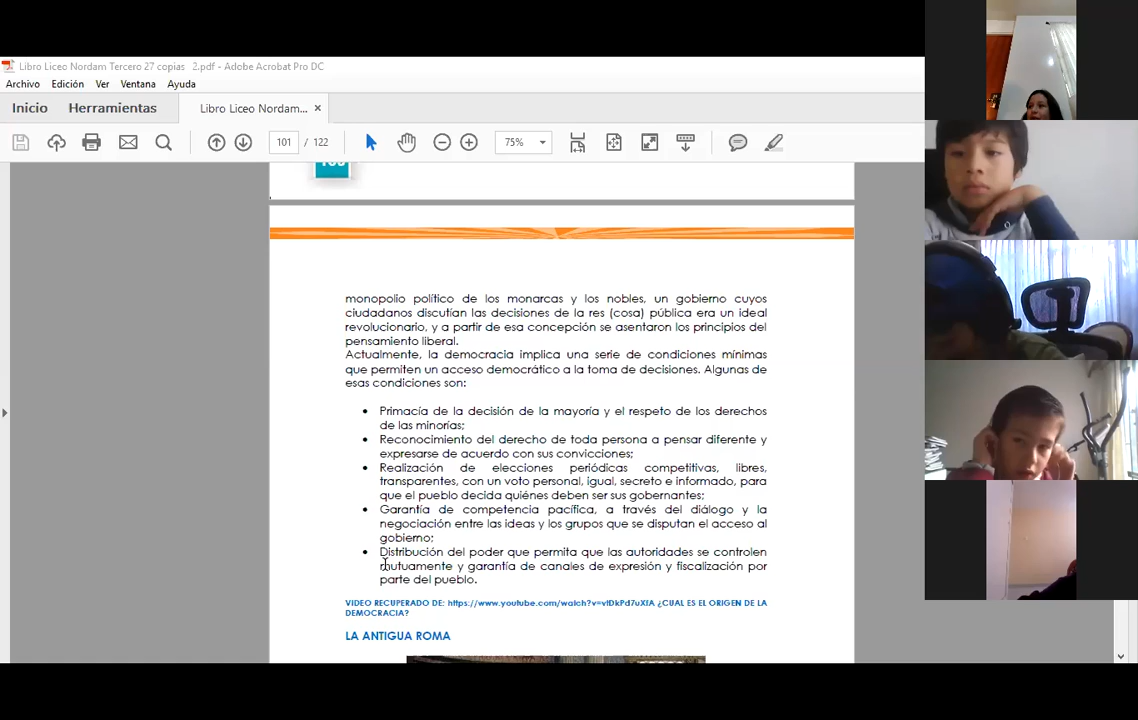 Libro Liceo Nordam Tercero 27 copias 2.pdf - Adobe Acrobat Pro DC
Archivo Edición Ver Ventana Ayuda
Inicio Herramientas Libro Liceo Nordam... ×
101 / 122 75%
monopolio político de los monarcas y los nobles, un gobierno cuyos
ciudadanos discutían las decisiones de la res (cosa) pública era un ideal
revolucionario, y a partir de esa concepción se asentaron los principios del
pensamiento liberal.
Actualmente, la democracia implica una serie de condiciones mínimas
que permiten un acceso democrático a la toma de decisiones. Algunas de
esas condiciones son:
• Primacía de la decisión de la mayoría y el respeto de los derechos
de las minorías;
• Reconocimiento del derecho de toda persona a pensar diferente y
expresarse de acuerdo con sus convicciones;
• Realización de elecciones periódicas competitivas, libres,
transparentes, con un voto personal, igual, secreto e informado, para
que el pueblo decida quiénes deben ser sus gobernantes;
• Garantía de competencia pacífica, a través del diálogo y la
negociación entre las ideas y los grupos que se disputan el acceso al
gobierno;
• Distribución del poder que permita que las autoridades se controlen
mutuamente y garantía de canales de expresión y fiscalización por
parte del pueblo.
VIDEO RECUPERADO DE: ¿CUAL ES EL ORIGEN DE LA
DEMOCRACIA?
LA ANTIGUA ROMA